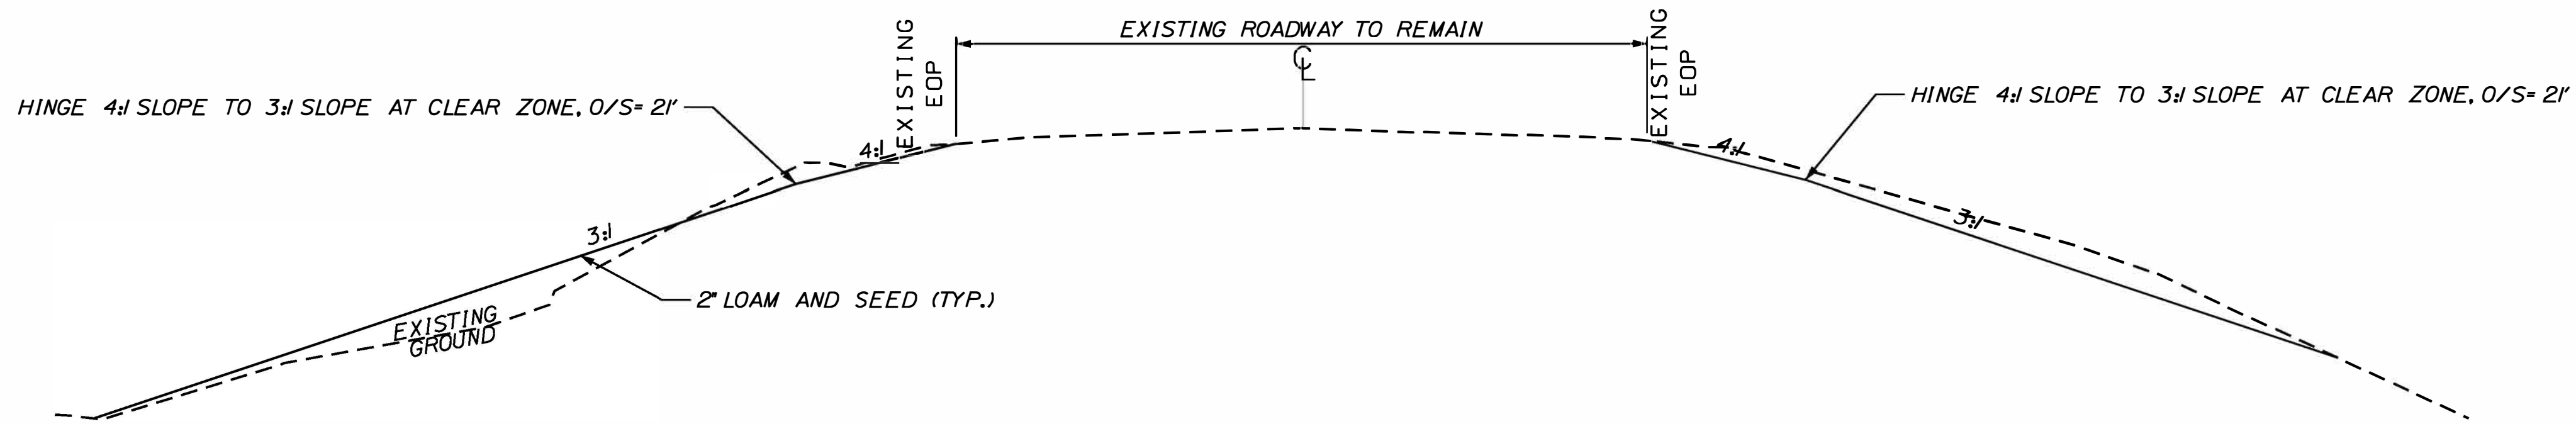 EXISTING ROADWAY TO REMAIN
EXISTING
EOP
℄
EXISTING
EOP
HINGE 4:1 SLOPE TO 3:1 SLOPE AT CLEAR ZONE, O/S= 21'
HINGE 4:1 SLOPE TO 3:1 SLOPE AT CLEAR ZONE, O/S= 21'
4:1
4:1
3:1
3:1
2" LOAM AND SEED (TYP.)
EXISTING
GROUND